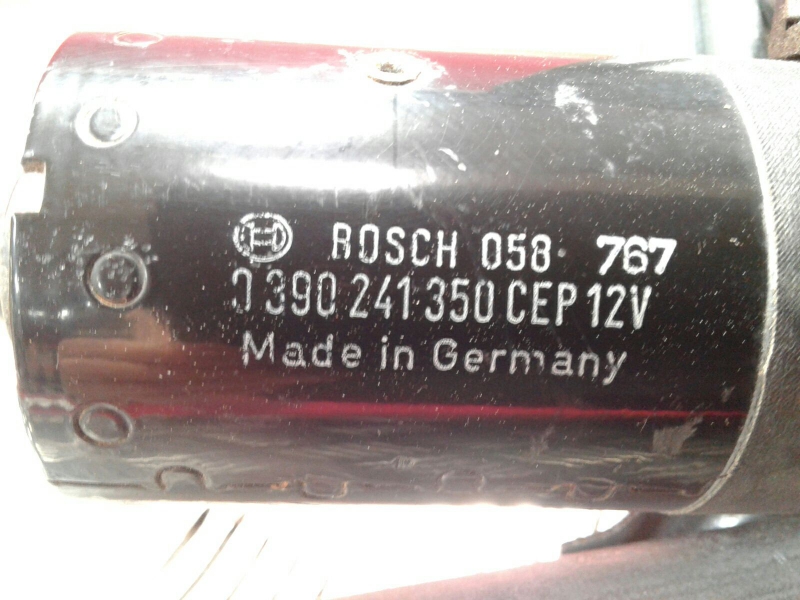 BOSCH 058 767
0 390 241 350 CEP 12V
Made in Germany